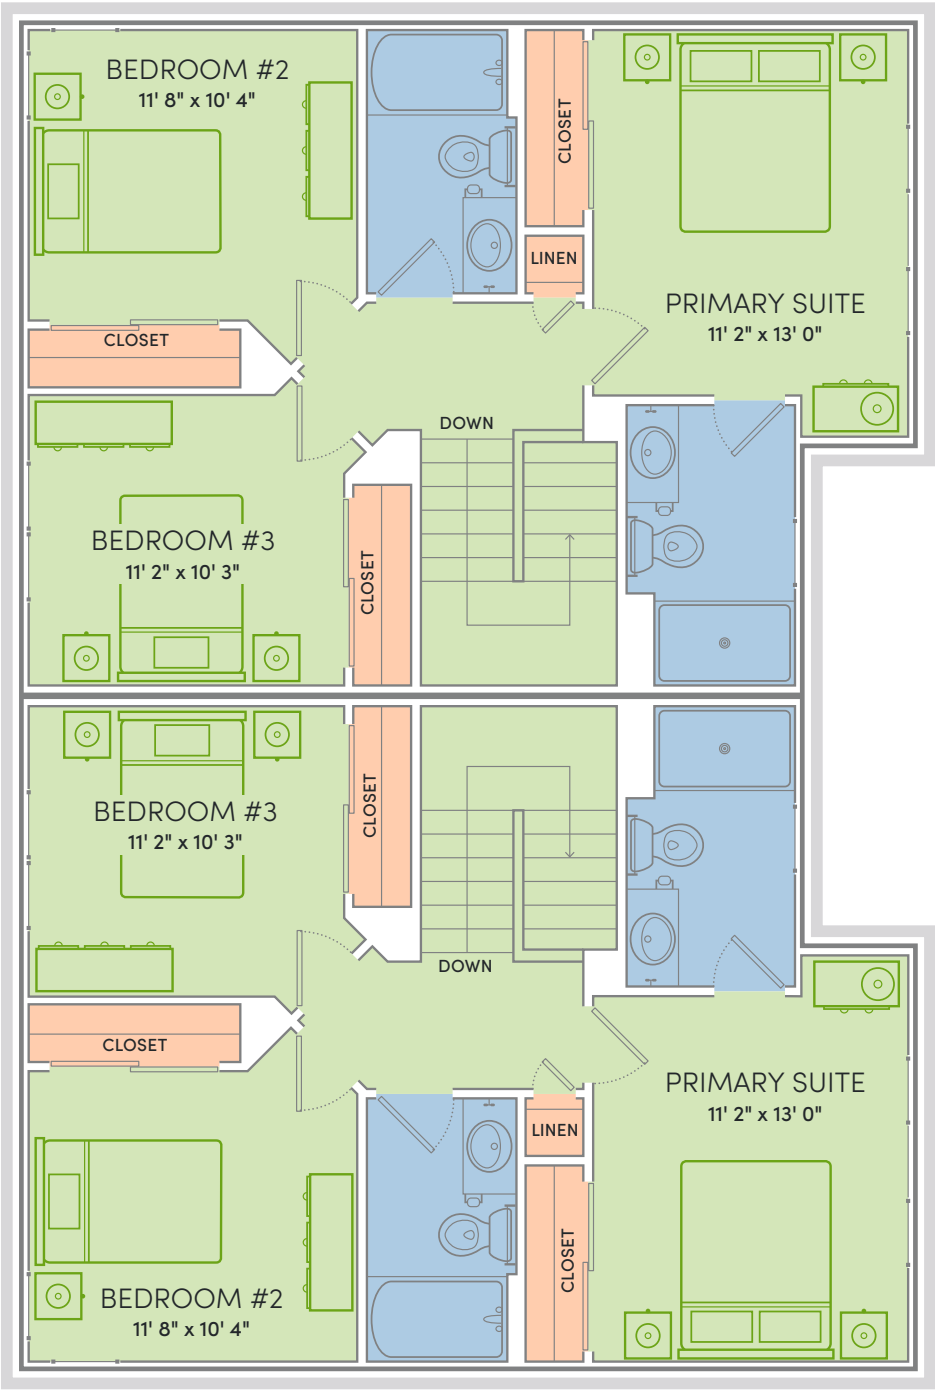 BEDROOM #2
11' 8" x 10' 4"
CLOSET
LINEN
PRIMARY SUITE
11' 2" x 13' 0"
CLOSET
DOWN
BEDROOM #3
11' 2" x 10' 3"
CLOSET
BEDROOM #3
11' 2" x 10' 3"
CLOSET
DOWN
CLOSET
PRIMARY SUITE
11' 2" x 13' 0"
LINEN
CLOSET
BEDROOM #2
11' 8" x 10' 4"